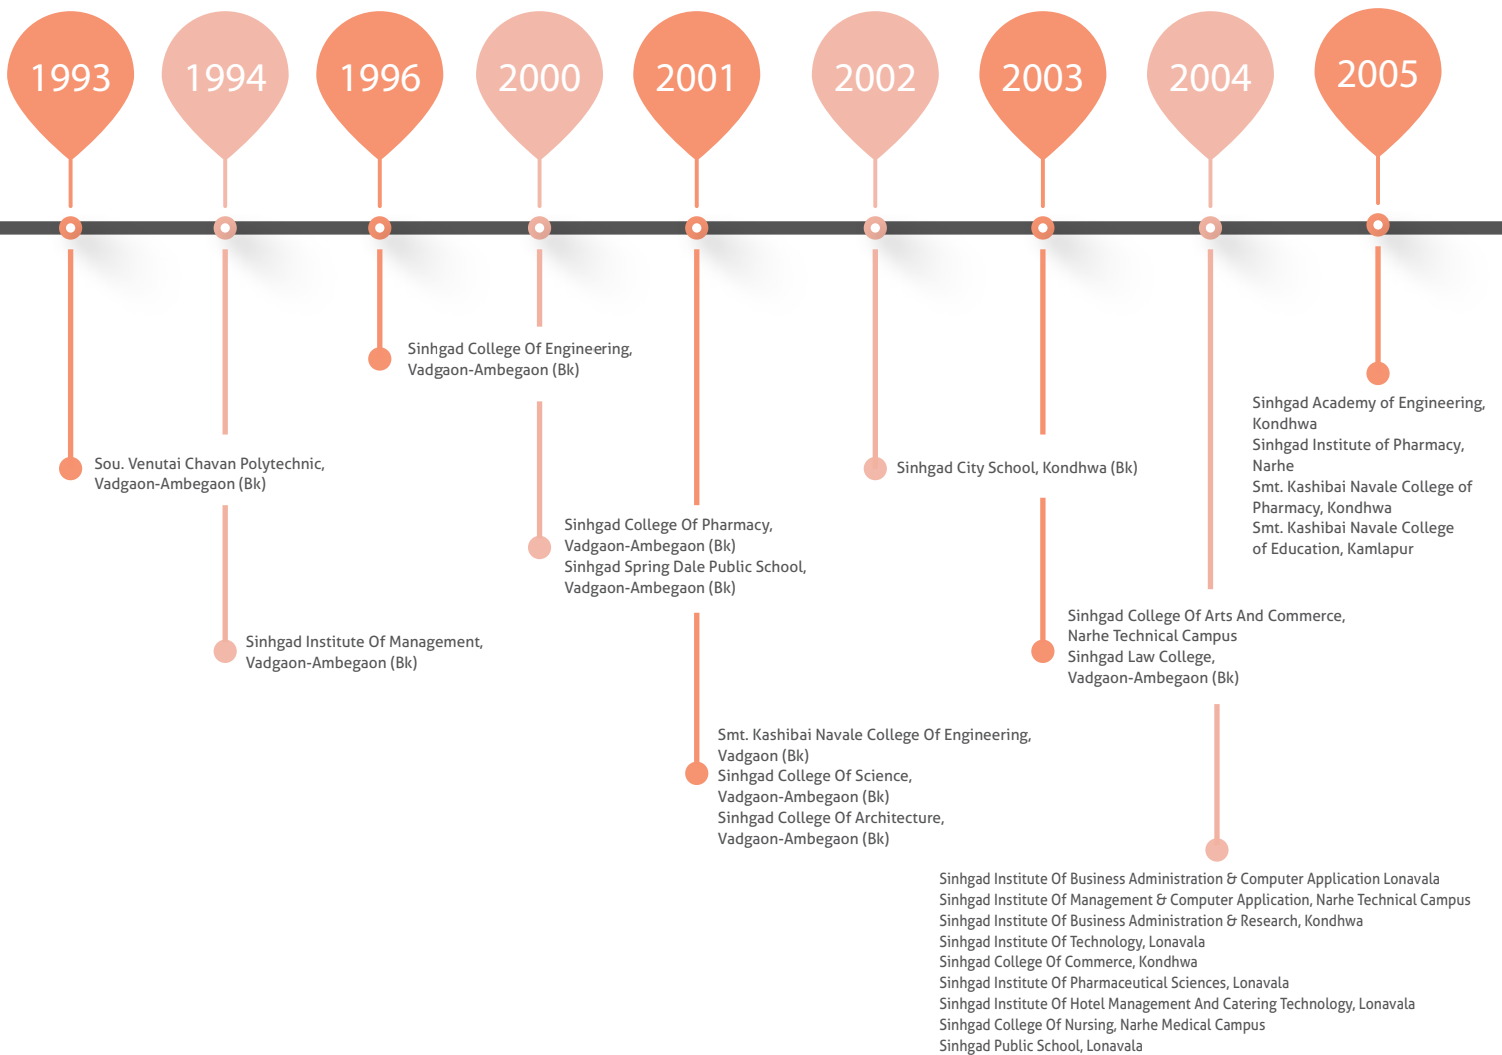 1993
1994
1996
2000
2001
2002
2003
2004
2005
Sinhgad College Of Engineering,
Vadgaon-Ambegaon (Bk)
Sou. Venutai Chavan Polytechnic,
Vadgaon-Ambegaon (Bk)
Sinhgad Institute Of Management,
Vadgaon-Ambegaon (Bk)
Sinhgad College Of Pharmacy,
Vadgaon-Ambegaon (Bk)
Sinhgad Spring Dale Public School,
Vadgaon-Ambegaon (Bk)
Smt. Kashibai Navale College Of Engineering,
Vadgaon (Bk)
Sinhgad College Of Science,
Vadgaon-Ambegaon (Bk)
Sinhgad College Of Architecture,
Vadgaon-Ambegaon (Bk)
Sinhgad City School, Kondhwa (Bk)
Sinhgad College Of Arts And Commerce,
Narhe Technical Campus
Sinhgad Law College,
Vadgaon-Ambegaon (Bk)
Sinhgad Institute Of Business Administration & Computer Application Lonavala
Sinhgad Institute Of Management & Computer Application, Narhe Technical Campus
Sinhgad Institute Of Business Administration & Research, Kondhwa
Sinhgad Institute Of Technology, Lonavala
Sinhgad College Of Commerce, Kondhwa
Sinhgad Institute Of Pharmaceutical Sciences, Lonavala
Sinhgad Institute Of Hotel Management And Catering Technology, Lonavala
Sinhgad College Of Nursing, Narhe Medical Campus
Sinhgad Public School, Lonavala
Sinhgad Academy of Engineering,
Kondhwa
Sinhgad Institute of Pharmacy,
Narhe
Smt. Kashibai Navale College of
Pharmacy, Kondhwa
Smt. Kashibai Navale College
of Education, Kamlapur